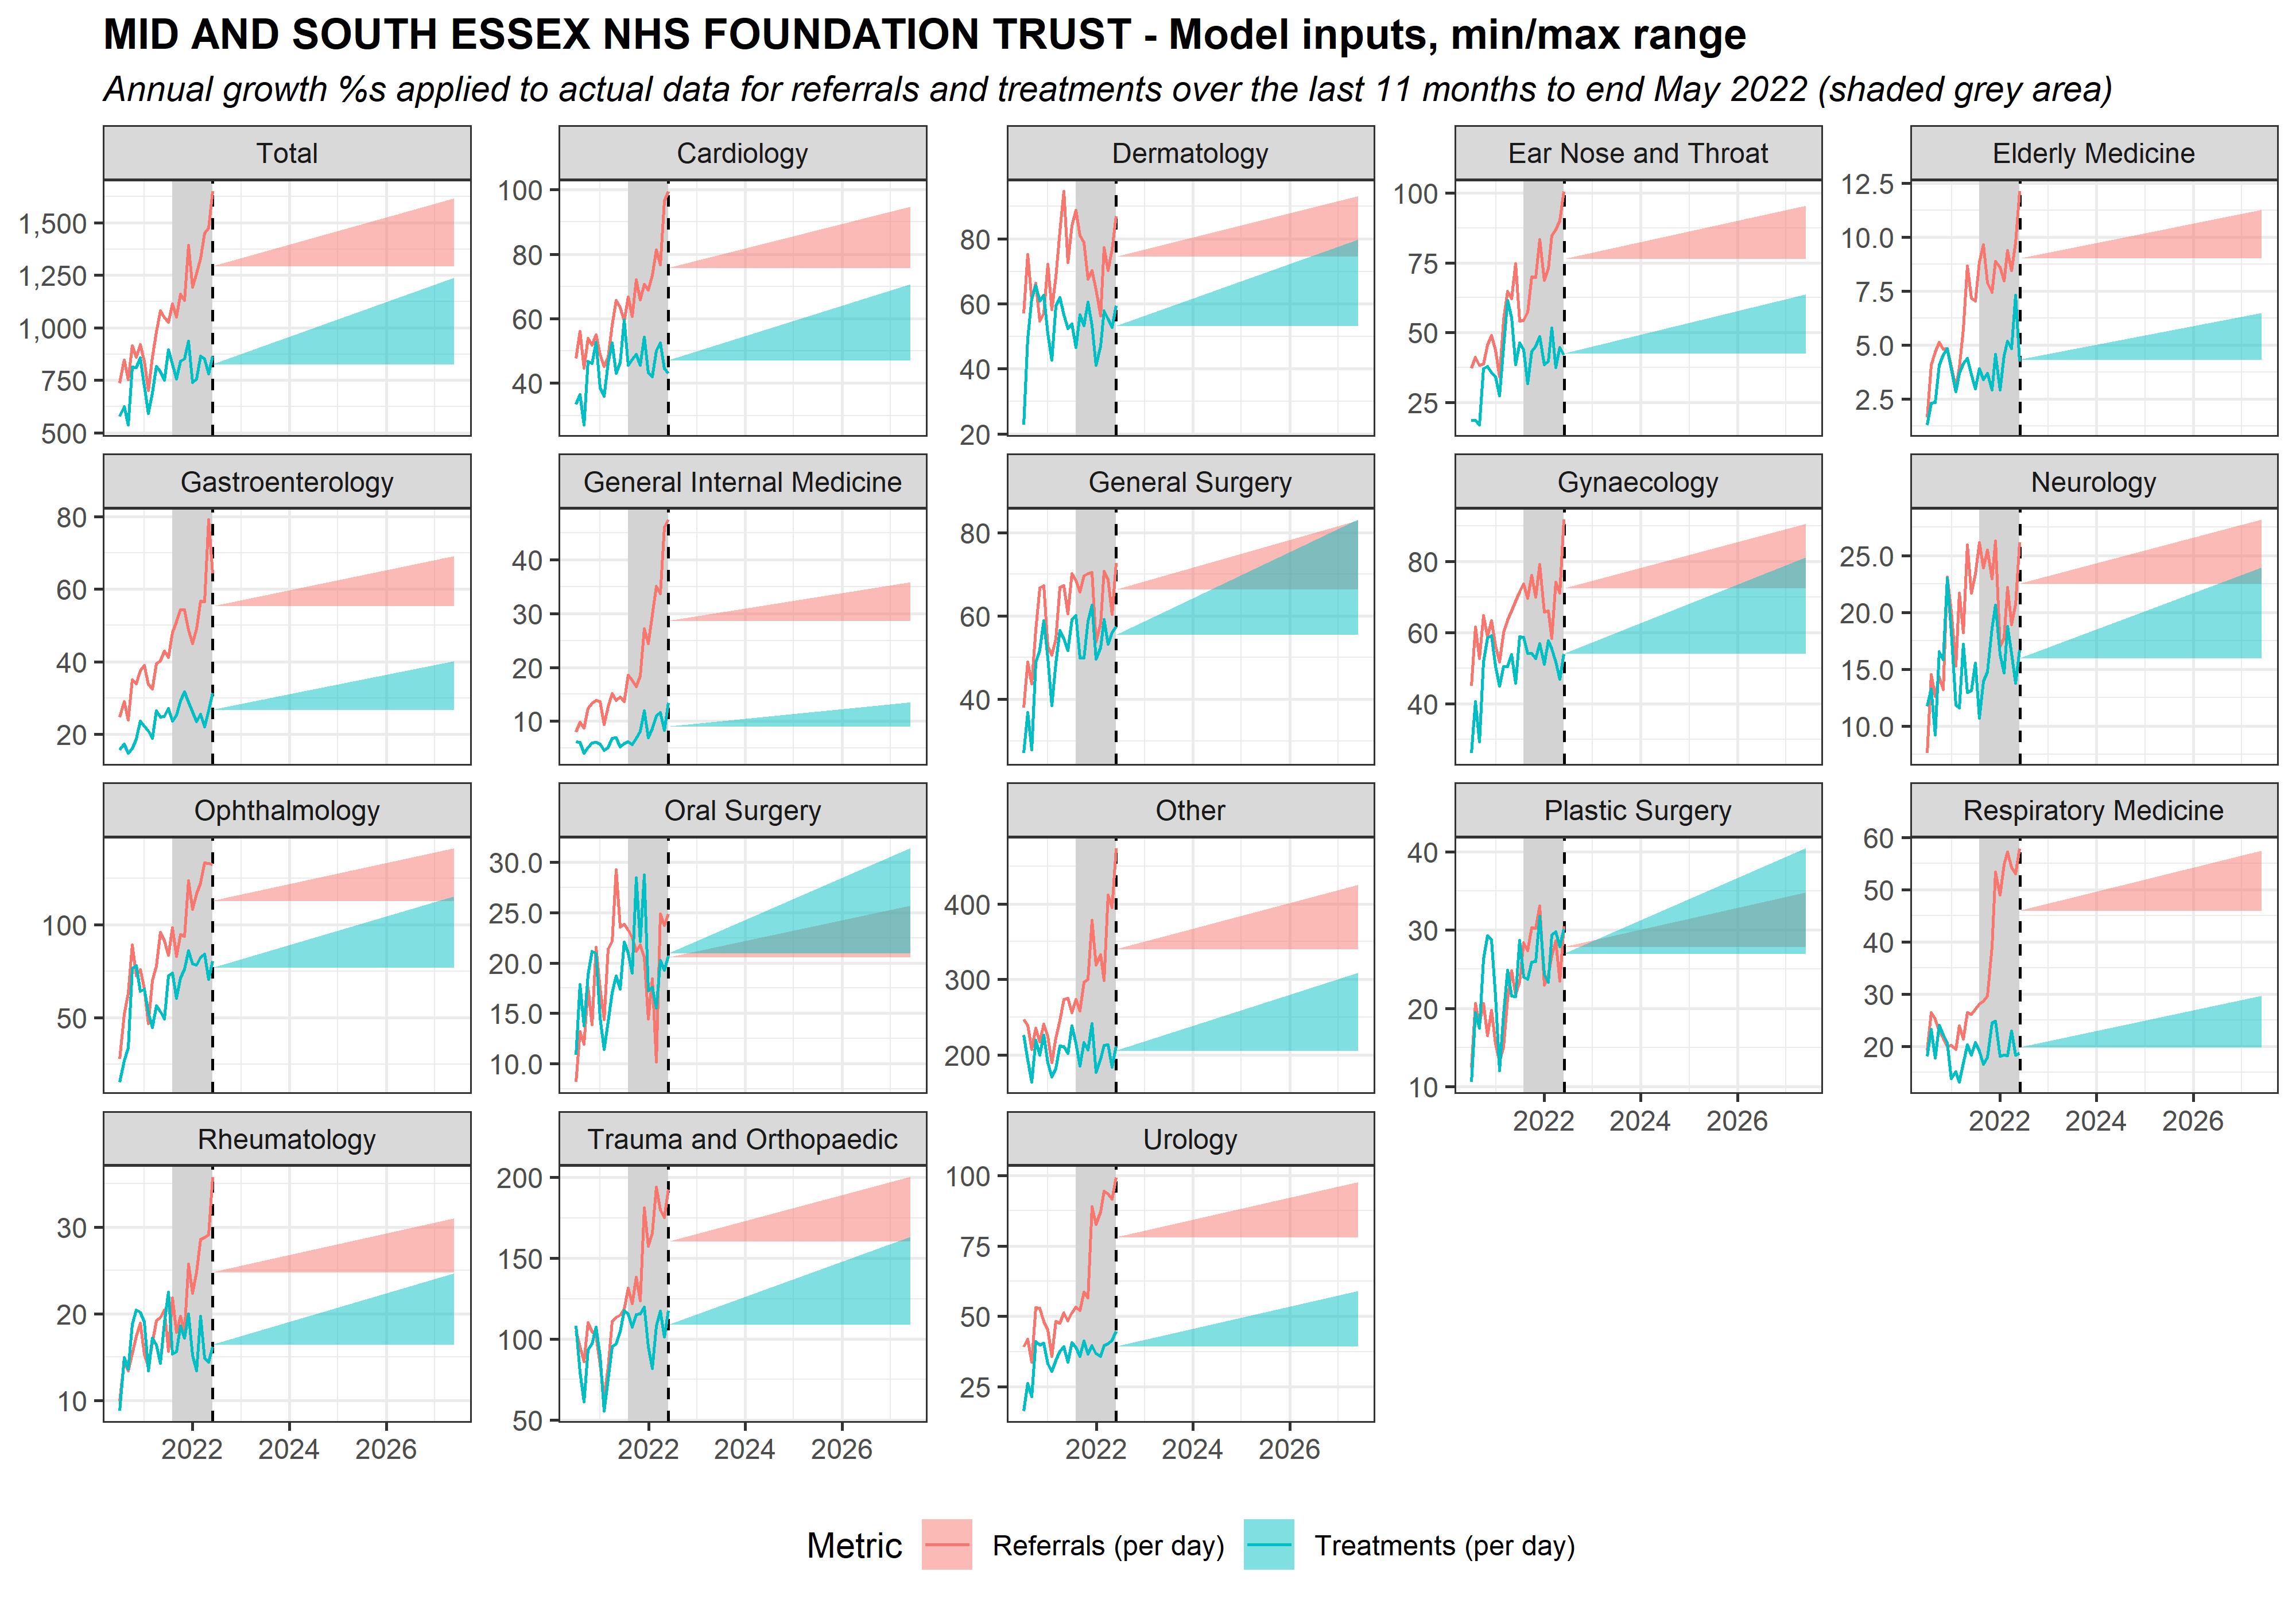 MID AND SOUTH ESSEX NHS FOUNDATION TRUST - Model inputs, min/max range
Annual growth %s applied to actual data for referrals and treatments over the last 11 months to end May 2022 (shaded grey area)
Total
1,500
1,250
1,000
750
500
Cardiology
100
80
60
40
Dermatology
80
60
40
20
Ear Nose and Throat
100
75
50
25
Elderly Medicine
12.5
10.0
7.5
5.0
2.5
Gastroenterology
80
60
40
20
General Internal Medicine
40
30
20
10
General Surgery
80
60
40
Gynaecology
80
60
40
Neurology
25.0
20.0
15.0
10.0
Ophthalmology
100
50
Oral Surgery
30.0
25.0
20.0
15.0
10.0
Other
400
300
200
Plastic Surgery
40
30
20
10
2022 2024 2026
Respiratory Medicine
60
50
40
30
20
2022 2024 2026
Rheumatology
30
20
10
2022 2024 2026
Trauma and Orthopaedic
200
150
100
50
2022 2024 2026
Urology
100
75
50
25
2022 2024 2026
Metric Referrals (per day) Treatments (per day)